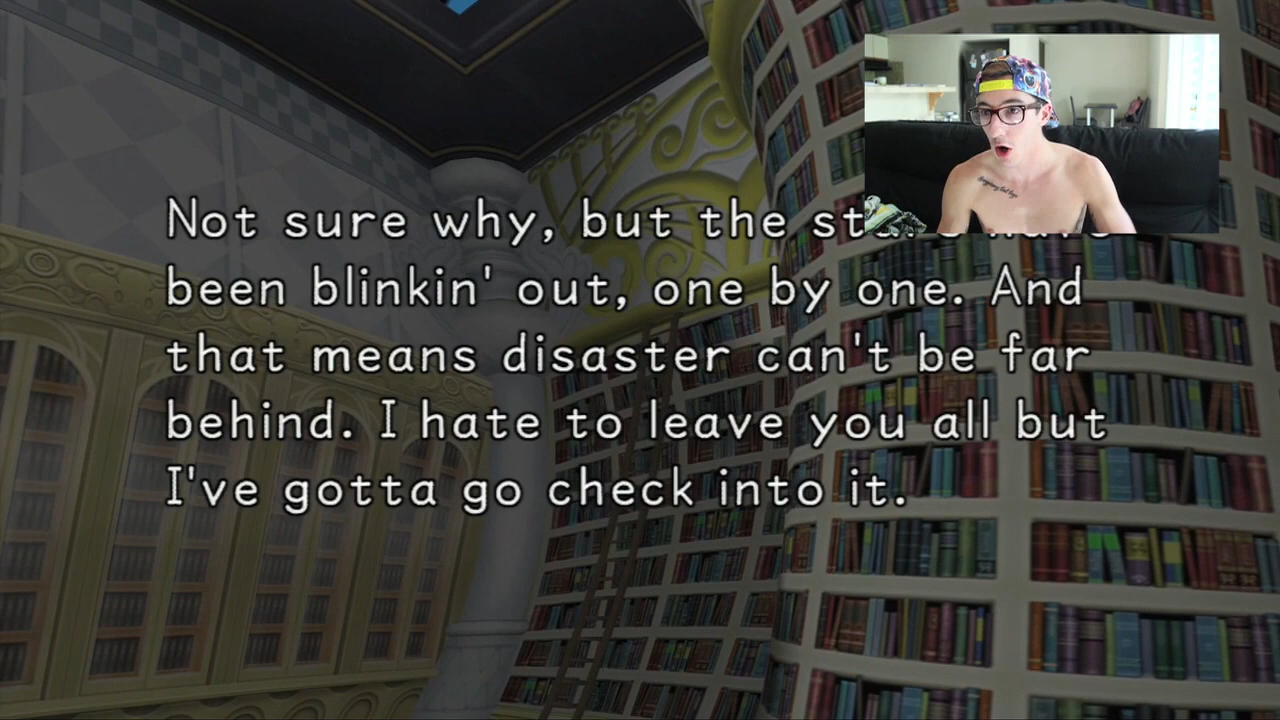 Not sure why, but the
been blinkin' out, one by one. And
that means disaster can't be far
behind. I hate to leave you all but
I've gotta go check into it.